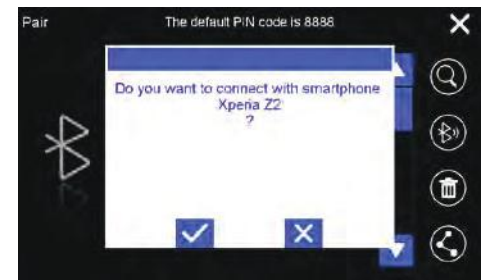 Pair
The default PIN code is 8888
Do you want to connect with smartphone
Xperia Z2
?